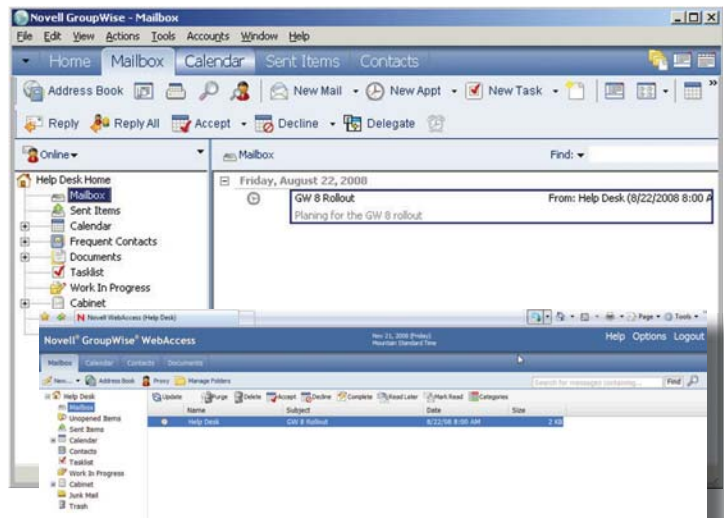 Novell GroupWise - Mailbox
File Edit View Actions Tools Accounts Window Help
Home Mailbox Calendar Sent Items Contacts
Address Book New Mail New Appt New Task
Reply Reply All Accept Decline Delegate
Online Mailbox Find:
Help Desk Home
Mailbox
Sent Items
Calendar
Frequent Contacts
Documents
Tasklist
Work In Progress
Cabinet
Friday, August 22, 2008
GW 8 Rollout From: Help Desk (8/22/2008 8:00 A
Planing for the GW 8 rollout
Novell WebAccess (Help Desk) Page Tools
Novell® GroupWise® WebAccess Nov 21, 2008 (Friday) Help Options Logout
Mountain Standard Time
Mailbox Calendar Contacts Documents
New... Address Book Proxy Manage Folders Search for messages containing... Find
Help Desk
Mailbox
Unopened Items
Sent Items
Calendar
Contacts
Tasklist
Work In Progress
Cabinet
Junk Mail
Trash
Update Purge Delete Accept Decline Complete Read Later Mark Read Categories
Name Subject Date Size
Help Desk GW 8 Rollout 8/22/08 8:00 AM 2 KB